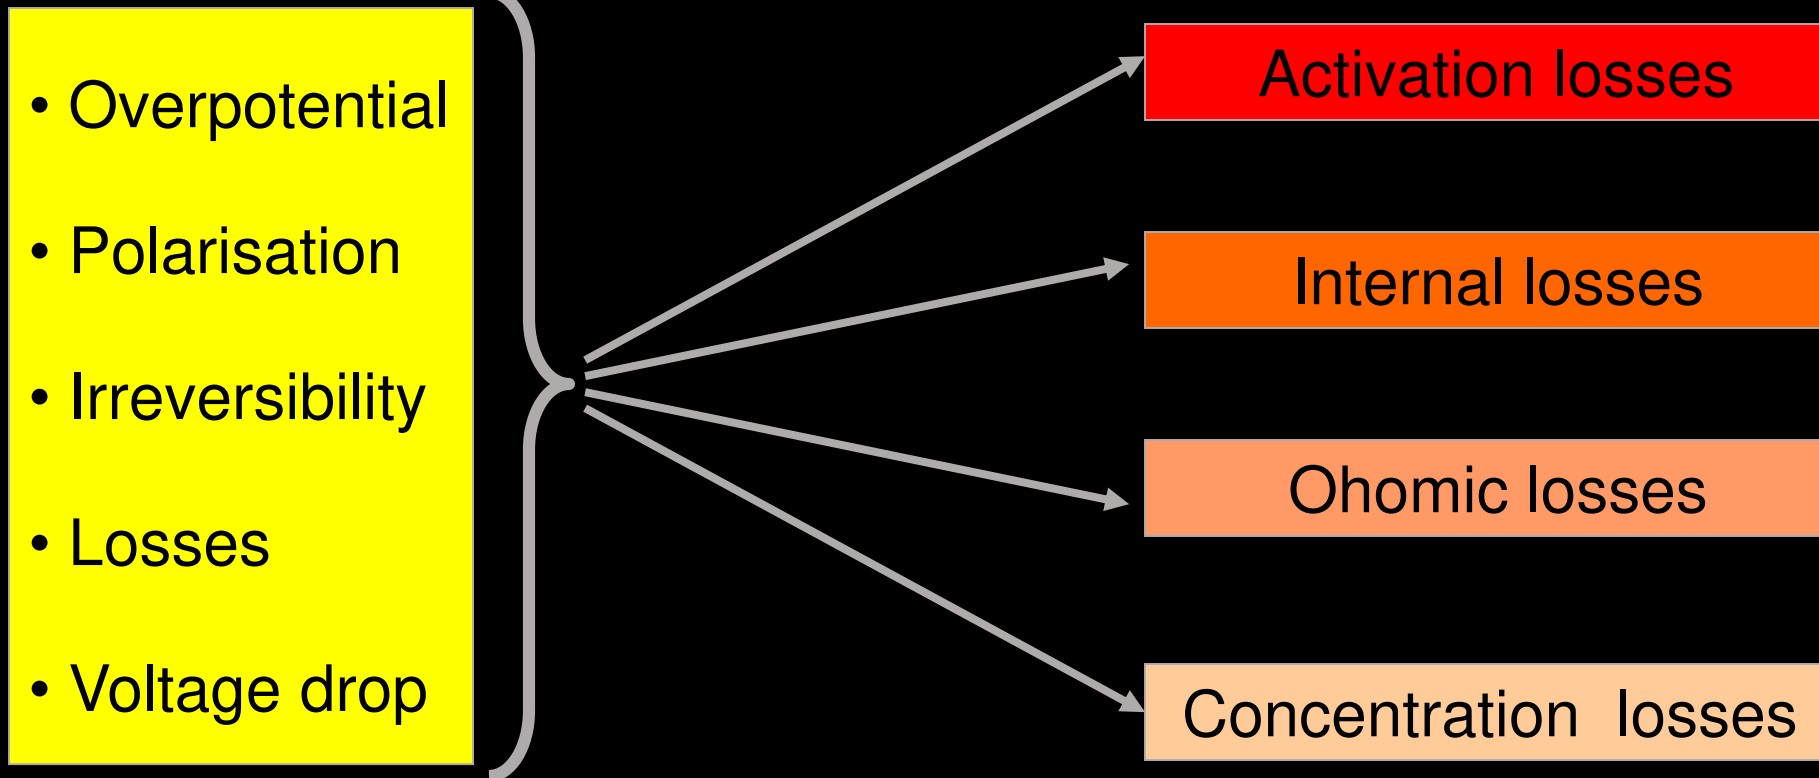 • Overpotential
• Polarisation
• Irreversibility
• Losses
• Voltage drop
Activation losses
Internal losses
Ohomic losses
Concentration losses